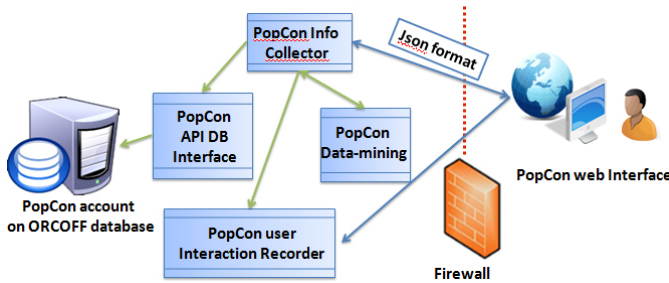 PopCon Info
Collector
Json format
PopCon
API DB
Interface
PopCon
Data-mining
PopCon web Interface
PopCon account
on ORCOFF database
PopCon user
Interaction Recorder
Firewall